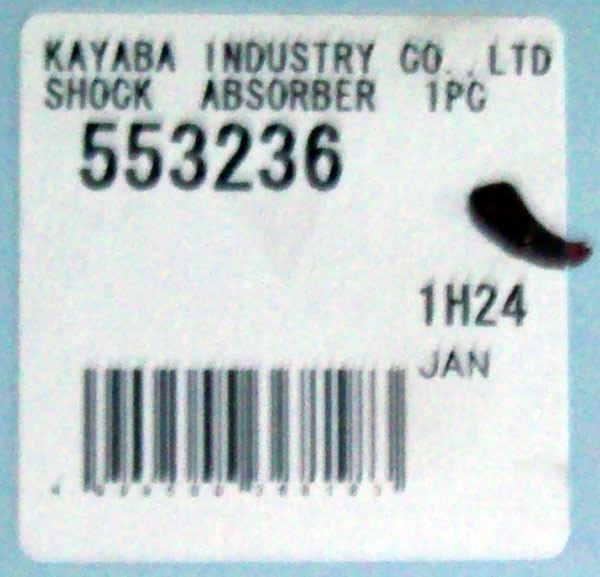 KAYABA INDUSTRY CO.,LTD
SHOCK ABSORBER 1PC
553236
1H24
JAN